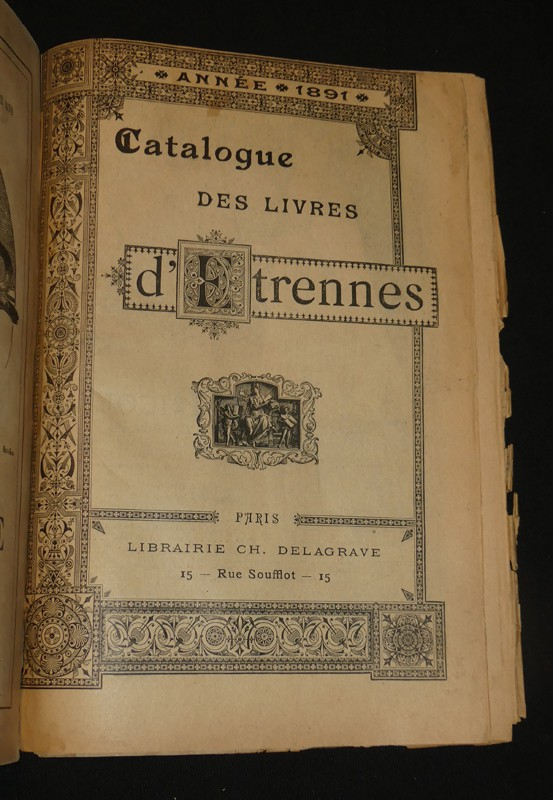 ANNÉE 1891
Catalogue
DES LIVRES
d'Etrennes
PARIS
LIBRAIRIE CH. DELAGRAVE
15 — Rue Soufflot — 15